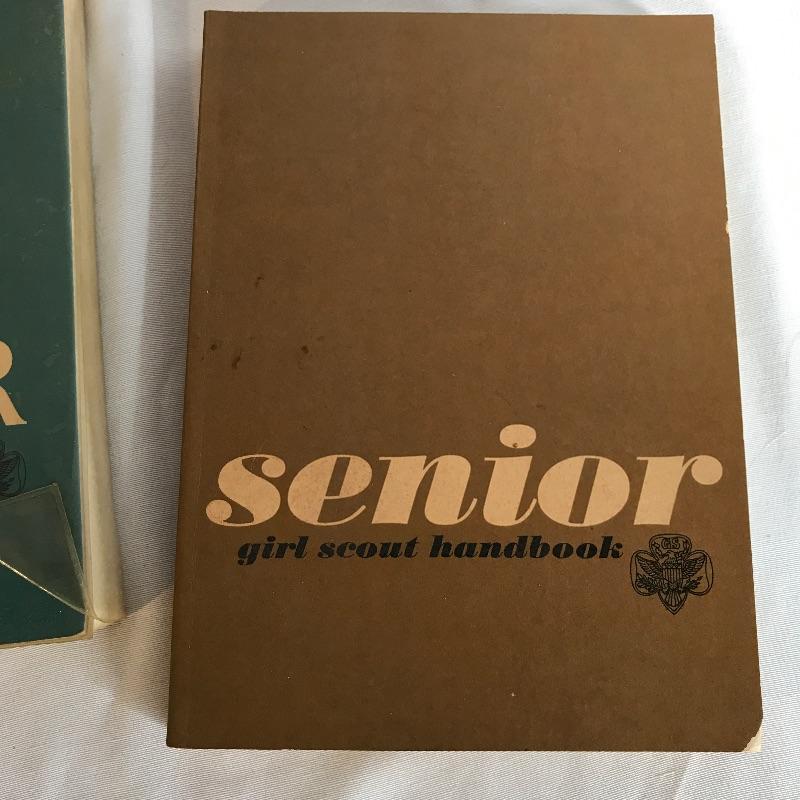 R
senior
girl scout handbook
GS